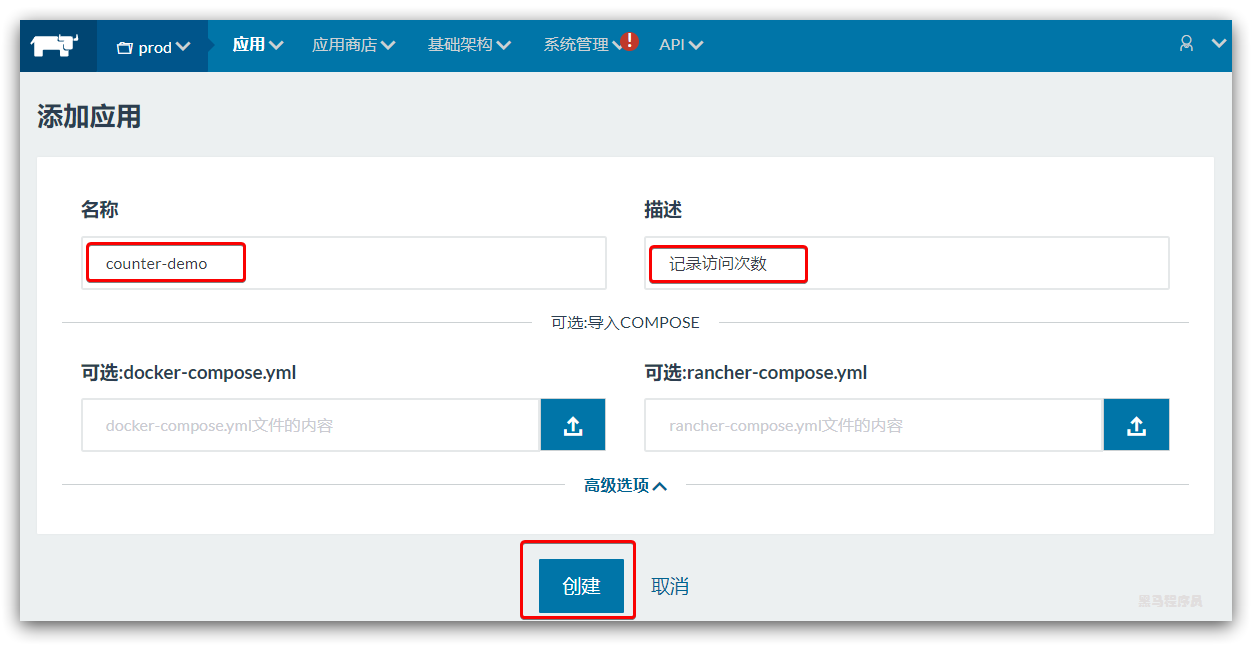 prod 应用 应用商店 基础架构 系统管理 ! API
添加应用
名称 描述
counter-demo 记录访问次数
可选:导入COMPOSE
可选:docker-compose.yml 可选:rancher-compose.yml
docker-compose.yml文件的内容 rancher-compose.yml文件的内容
高级选项
创建 取消
黑马程序员